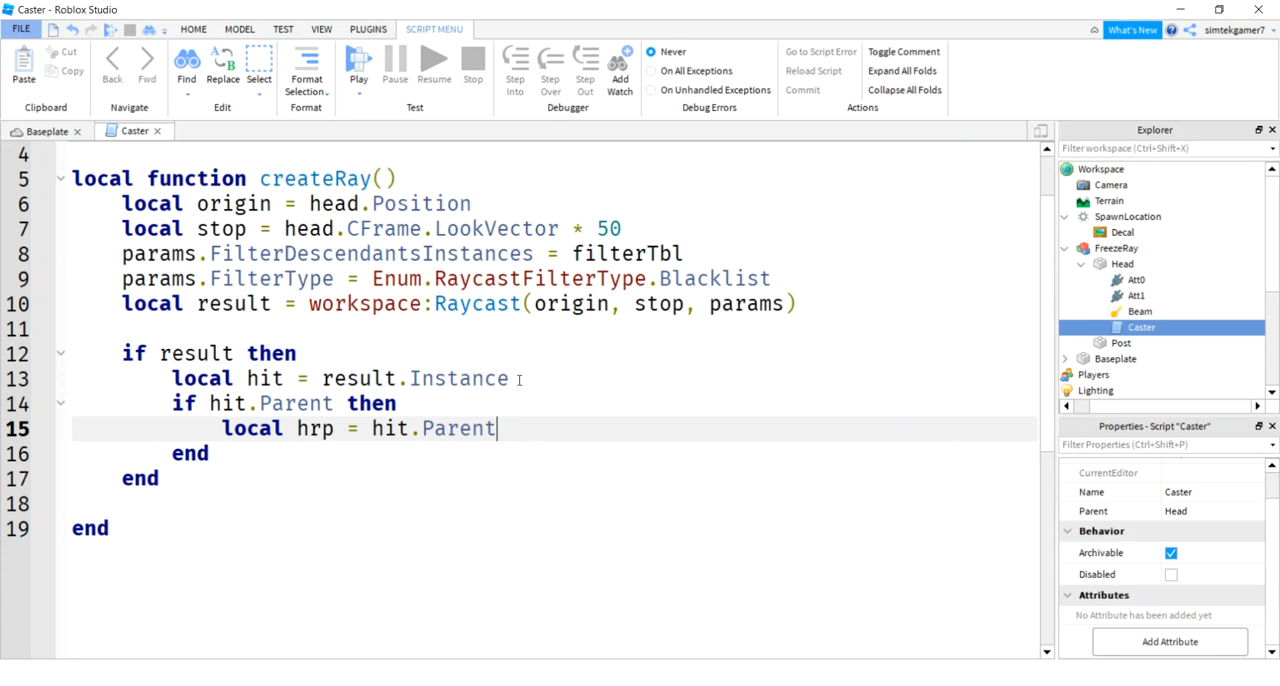 Caster - Roblox Studio
FILE HOME MODEL TEST VIEW PLUGINS SCRIPT MENU What's New simtekgamer7
Paste Cut Copy Back Fwd Find Replace Select Format Selection Play Pause Resume Stop Step Into Step Over Step Out Add Watch
Never Go to Script Error Toggle Comment
On All Exceptions Reload Script Expand All Folds
On Unhandled Exceptions Commit Collapse All Folds
Clipboard Navigate Edit Format Test Debugger Debug Errors Actions
Baseplate Caster
4
5 local function createRay()
6 local origin = head.Position
7 local stop = head.CFrame.LookVector * 50
8 params.FilterDescendantsInstances = filterTbl
9 params.FilterType = Enum.RaycastFilterType.Blacklist
10 local result = workspace:Raycast(origin, stop, params)
11
12 if result then
13 local hit = result.Instance
14 if hit.Parent then
15 local hrp = hit.Parent
16 end
17 end
18
19 end
Explorer
Filter workspace (Ctrl+Shift+X)
Workspace
Camera
Terrain
SpawnLocation
Decal
FreezeRay
Head
Att0
Att1
Beam
Caster
Post
Baseplate
Players
Lighting
Properties - Script "Caster"
Filter Properties (Ctrl+Shift+P)
CurrentEditor
Name Caster
Parent Head
Behavior
Archivable
Disabled
Attributes
No Attribute has been added yet
Add Attribute